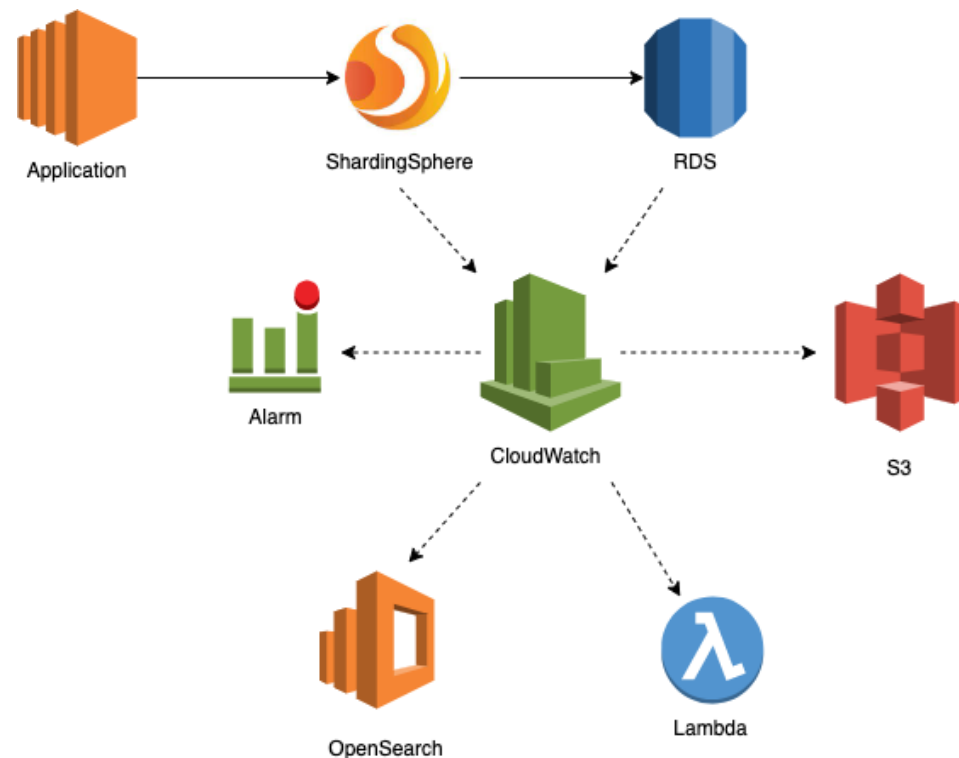 Application
ShardingSphere
RDS
Alarm
CloudWatch
S3
OpenSearch
Lambda